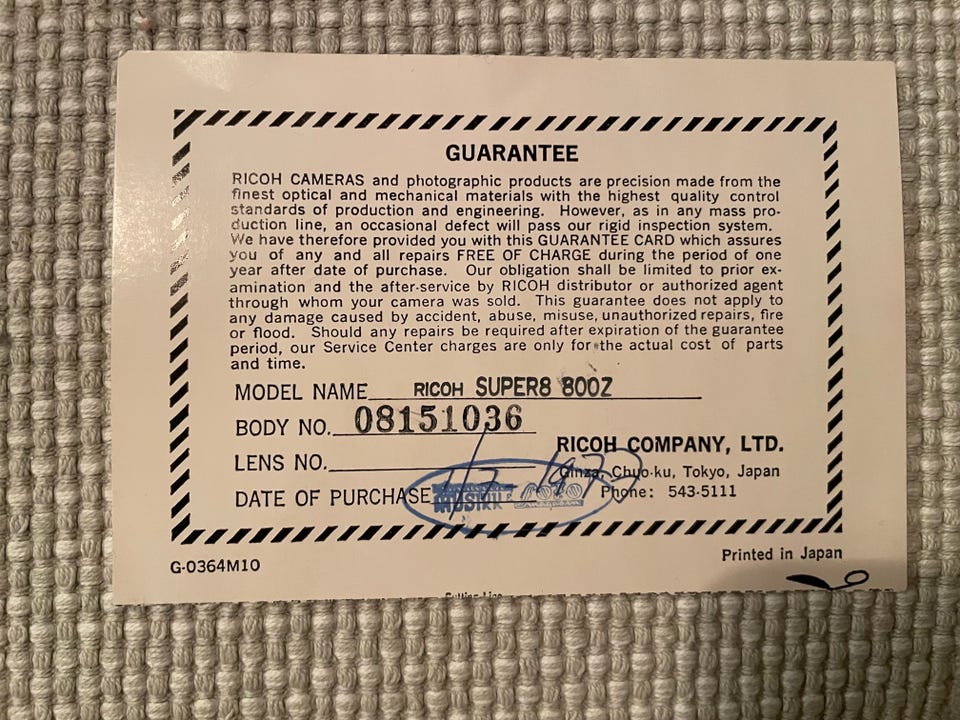 GUARANTEE
RICOH CAMERAS and photographic products are precision made from the
finest optical and mechanical materials with the highest quality control
standards of production and engineering. However, as in any mass pro-
duction line, an occasional defect will pass our rigid inspection system.
We have therefore provided you with this GUARANTEE CARD which assures
you of any and all repairs FREE OF CHARGE during the period of one
year after date of purchase. Our obligation shall be limited to prior ex-
amination and the after-service by RICOH distributor or authorized agent
through whom your camera was sold. This guarantee does not apply to
any damage caused by accident, abuse, misuse, unauthorized repairs, fire
or flood. Should any repairs be required after expiration of the guarantee
period, our Service Center charges are only for the actual cost of parts
and time.
MODEL NAME RICOH SUPER8 800Z
BODY NO. 08151036
RICOH COMPANY, LTD.
LENS NO.
Ginza, Chuo-ku, Tokyo, Japan
DATE OF PURCHASE 1/7-1973
Phone: 543-5111
MUSIKK FOTO
G-0364M10
Printed in Japan
Cutting Line